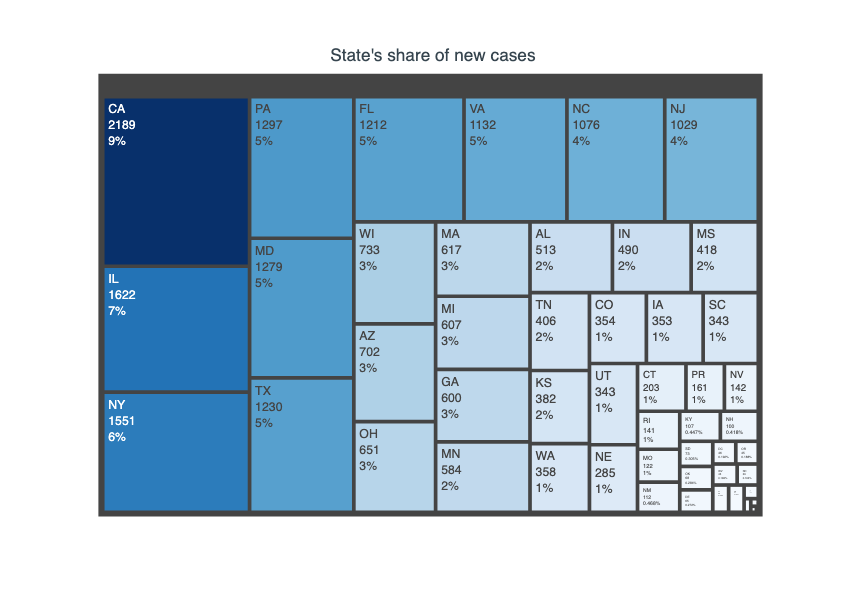 State's share of new cases
CA
2189
9%
IL
1622
7%
NY
1551
6%
PA
1297
5%
MD
1279
5%
TX
1230
5%
FL
1212
5%
VA
1132
5%
NC
1076
4%
NJ
1029
4%
WI
733
3%
AZ
702
3%
OH
651
3%
MA
617
3%
MI
607
3%
GA
600
3%
MN
584
2%
AL
513
2%
IN
490
2%
MS
418
2%
TN
406
2%
KS
382
2%
WA
358
1%
CO
354
1%
IA
353
1%
SC
343
1%
UT
343
1%
NE
285
1%
CT
203
1%
PR
161
1%
NV
142
1%
RI
141
1%
MO
122
1%
NM
112
0.468%
KY
107
0.447%
NH
100
0.418%